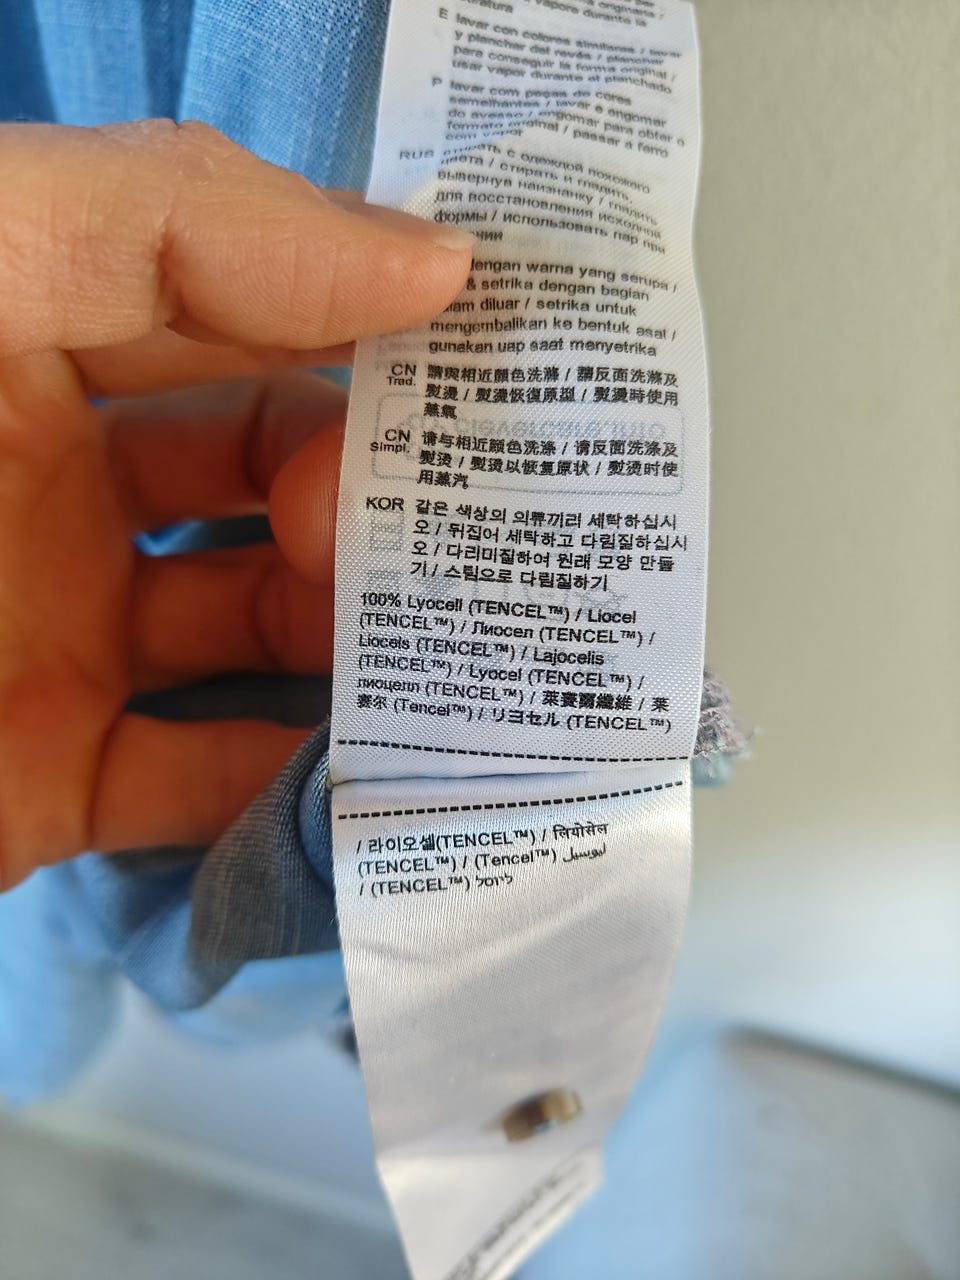 vapore durante la
E lavar con colores similares / lavar
y planchar del revés / planchar
para conseguir la forma original /
usar vapor durante el planchado
P lavar com peças de cores
semelhantes / lavar e engomar
do avesso / engomar para obter o
formato original / passar a ferro
com vapor
RUS стирать с одеждой похожего
цвета / стирать и гладить,
вывернув наизнанку / гладить
для восстановления исходной
формы / использовать пар при
dengan warna yang serupa /
& setrika dengan bagian
diluar / setrika untuk
mengembalikan ke bentuk asal /
gunakan uap saat menyetrika
CN Trad. 請與相近顏色洗滌 / 請反面洗滌及
熨燙 / 熨燙恢復原型 / 熨燙時使用
蒸氣
CN Simpl. 请与相近颜色洗涤 / 请反面洗涤及
熨烫 / 熨烫以恢复原状 / 熨烫时使
用蒸汽
KOR 같은 색상의 의류끼리 세탁하십시
오 / 뒤집어 세탁하고 다림질하십시
오 / 다리미질하여 원래 모양 만들
기 / 스팀으로 다림질하기
100% Lyocell (TENCEL™) / Liocel
(TENCEL™) / Лиосел (TENCEL™) /
Liocels (TENCEL™) / Lajocelis
(TENCEL™) / Lyocel (TENCEL™) /
лиоцелл (TENCEL™) / 萊賽爾纖維 / 莱
赛尔 (Tencel™) / リヨセル (TENCEL™)
/ 라이오셀(TENCEL™) / लियोसेल
(TENCEL™) / (Tencel™) ليوسيل
/ (TENCEL™) ליוסל